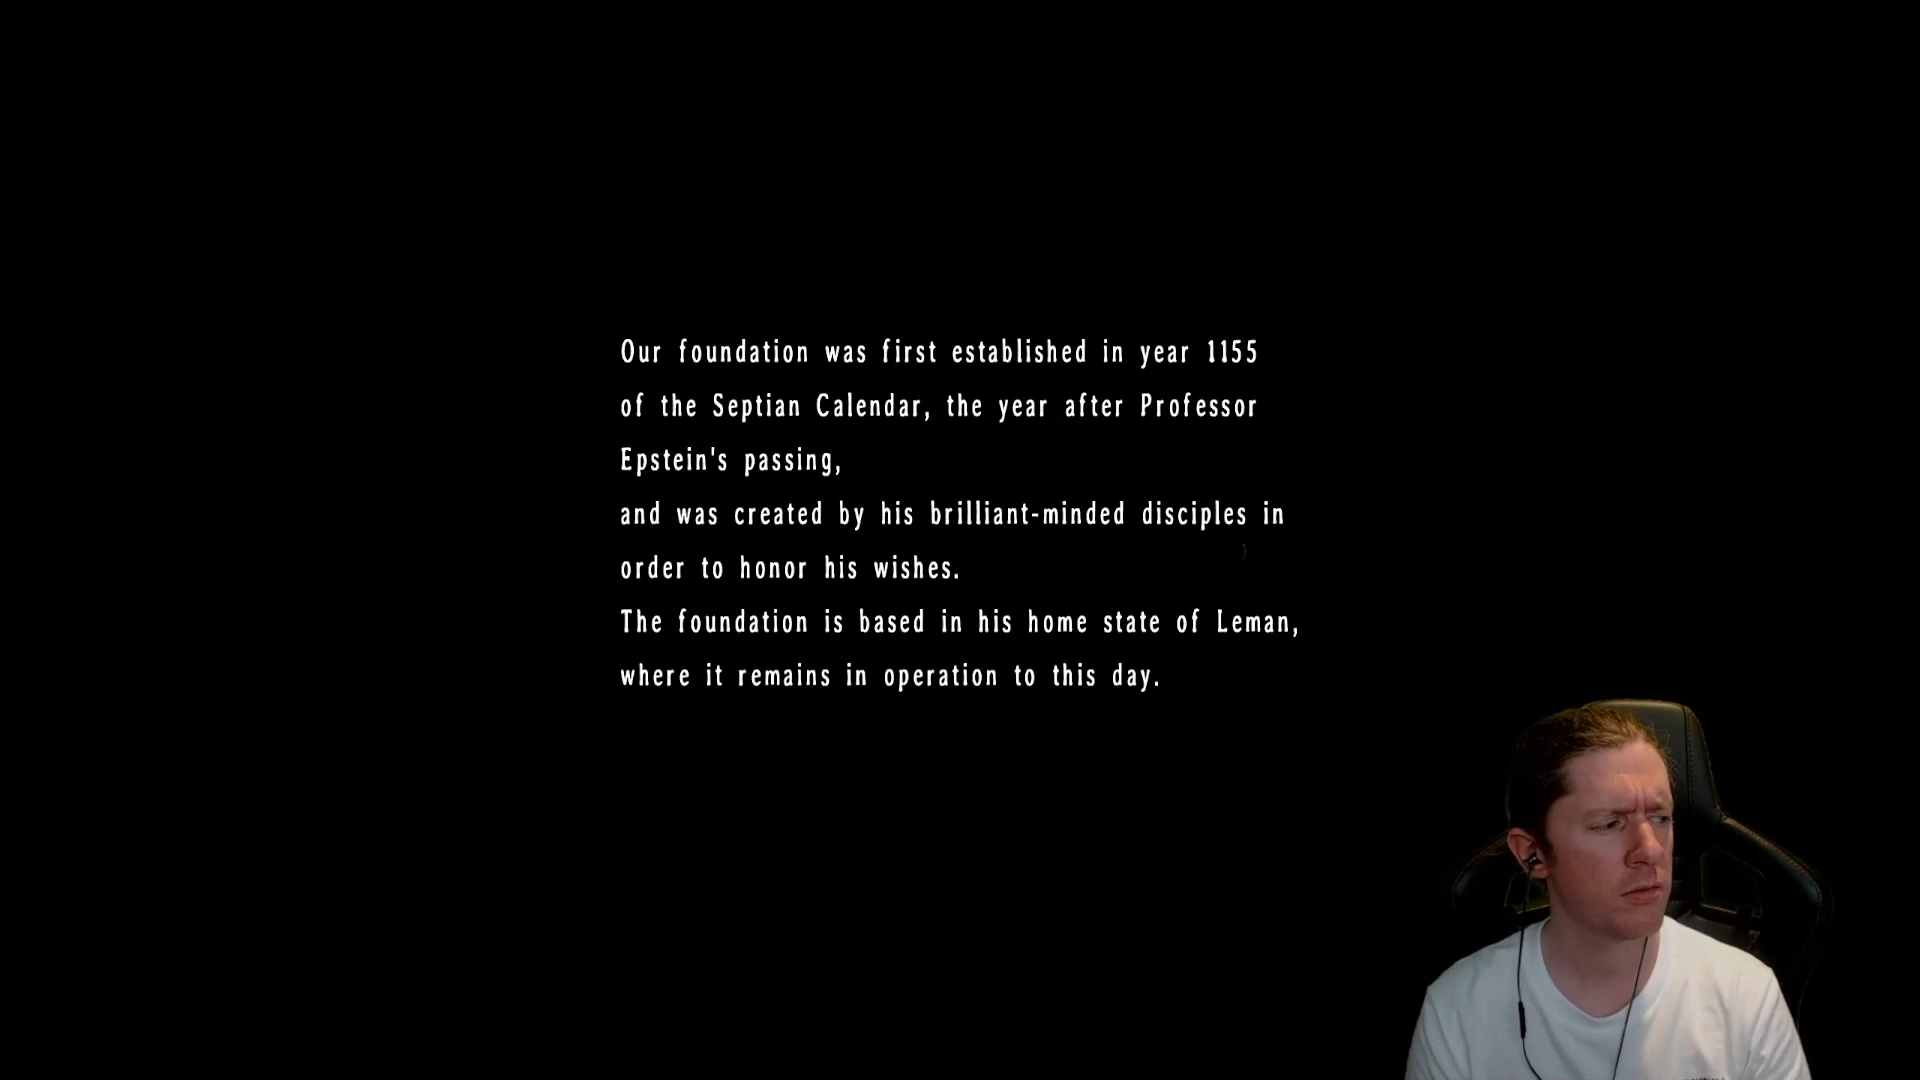 Our foundation was first established in year 1155
of the Septian Calendar, the year after Professor
Epstein's passing,
and was created by his brilliant-minded disciples in
order to honor his wishes.
The foundation is based in his home state of Leman,
where it remains in operation to this day.